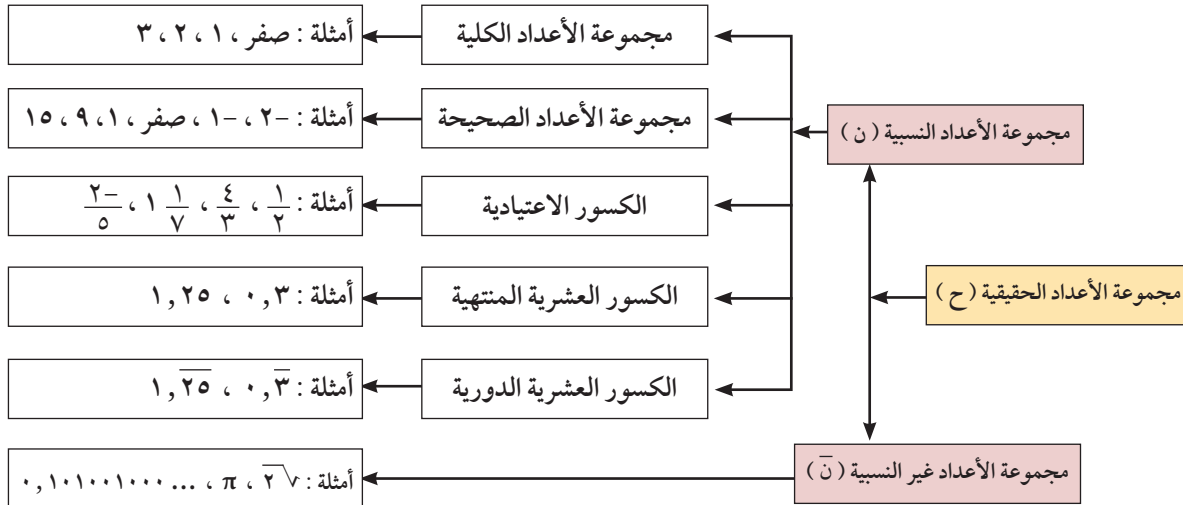 مجموعة الأعداد الحقيقية (ح)
مجموعة الأعداد النسبية (ن)
مجموعة الأعداد الكلية
أمثلة : صفر ، ١ ، ٢ ، ٣
مجموعة الأعداد الصحيحة
أمثلة : -٢ ، -١ ، صفر ، ١ ، ٩ ، ١٥
الكسور الاعتيادية
أمثلة : ١/٢ ، ٤/٣ ، ١ ١/٧ ، -٢/٥
الكسور العشرية المنتهية
أمثلة : ٠,٣ ، ١,٢٥
الكسور العشرية الدورية
أمثلة : ٠,٣̅ ، ١,٢̅٥̅
مجموعة الأعداد غير النسبية (ن̅)
أمثلة : √٢ ، π ، ٠,١٠١٠٠١٠٠٠...